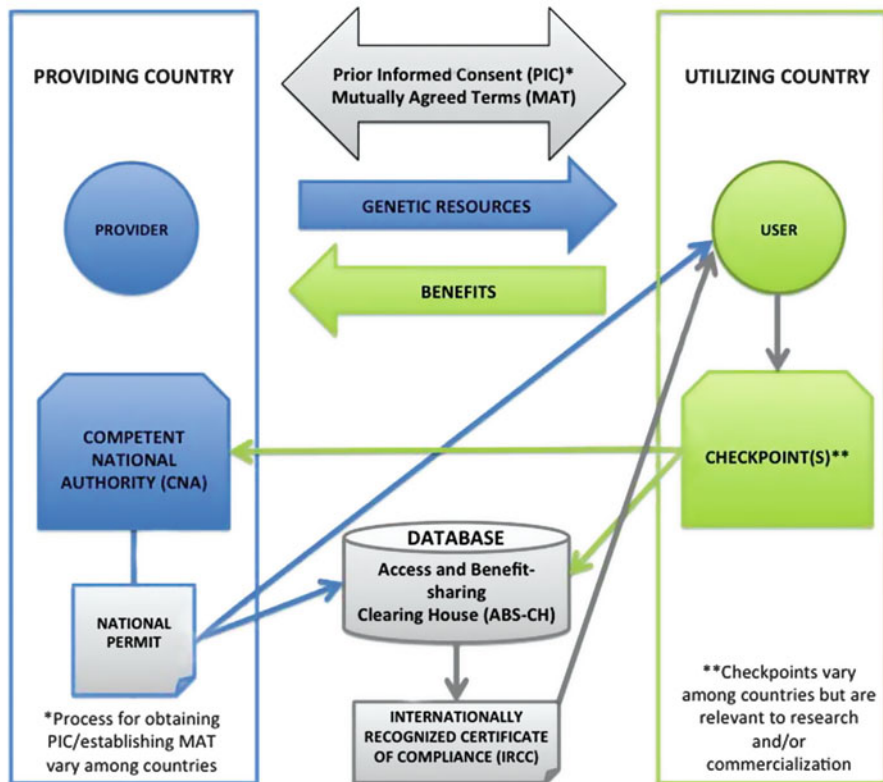 PROVIDING COUNTRY
Prior Informed Consent (PIC)*
Mutually Agreed Terms (MAT)
UTILIZING COUNTRY
PROVIDER
GENETIC RESOURCES
USER
BENEFITS
COMPETENT
NATIONAL
AUTHORITY (CNA)
CHECKPOINT(S)**
DATABASE
Access and Benefit-
sharing
Clearing House (ABS-CH)
NATIONAL
PERMIT
*Process for obtaining
PIC/establishing MAT
vary among countries
INTERNATIONALLY
RECOGNIZED CERTIFICATE
OF COMPLIANCE (IRCC)
**Checkpoints vary
among countries but are
relevant to research
and/or
commercialization